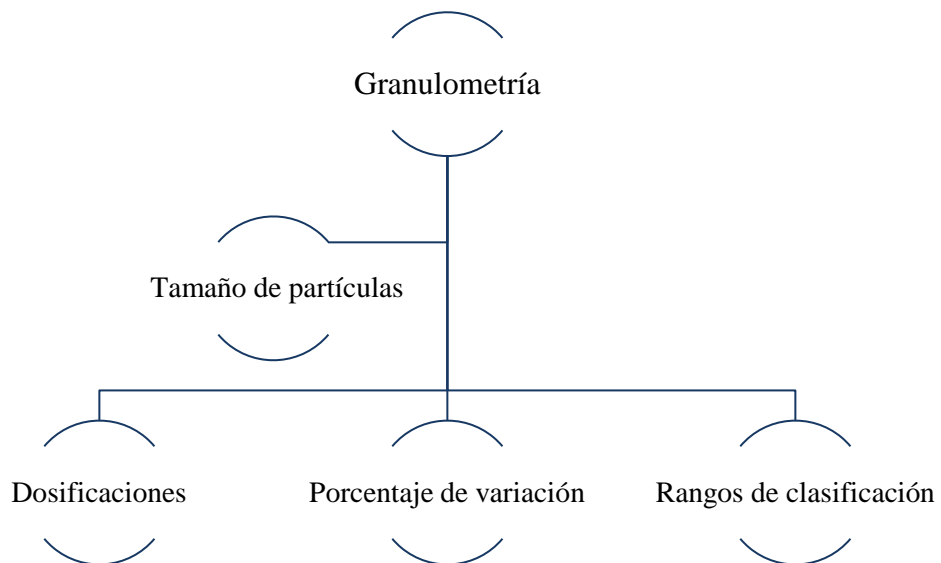 Granulometría
Tamaño de partículas
Dosificaciones
Porcentaje de variación
Rangos de clasificación